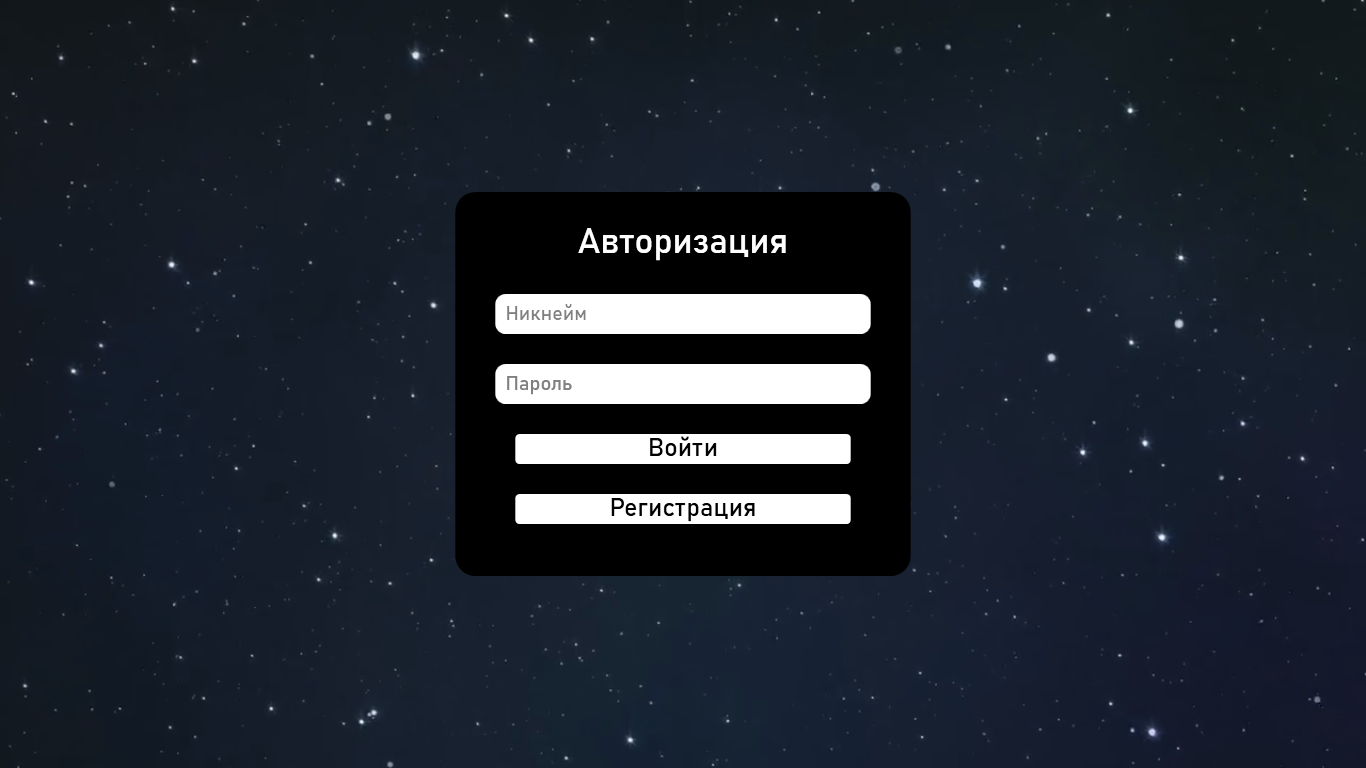 Авторизация
Никнейм
Пароль
Войти
Регистрация